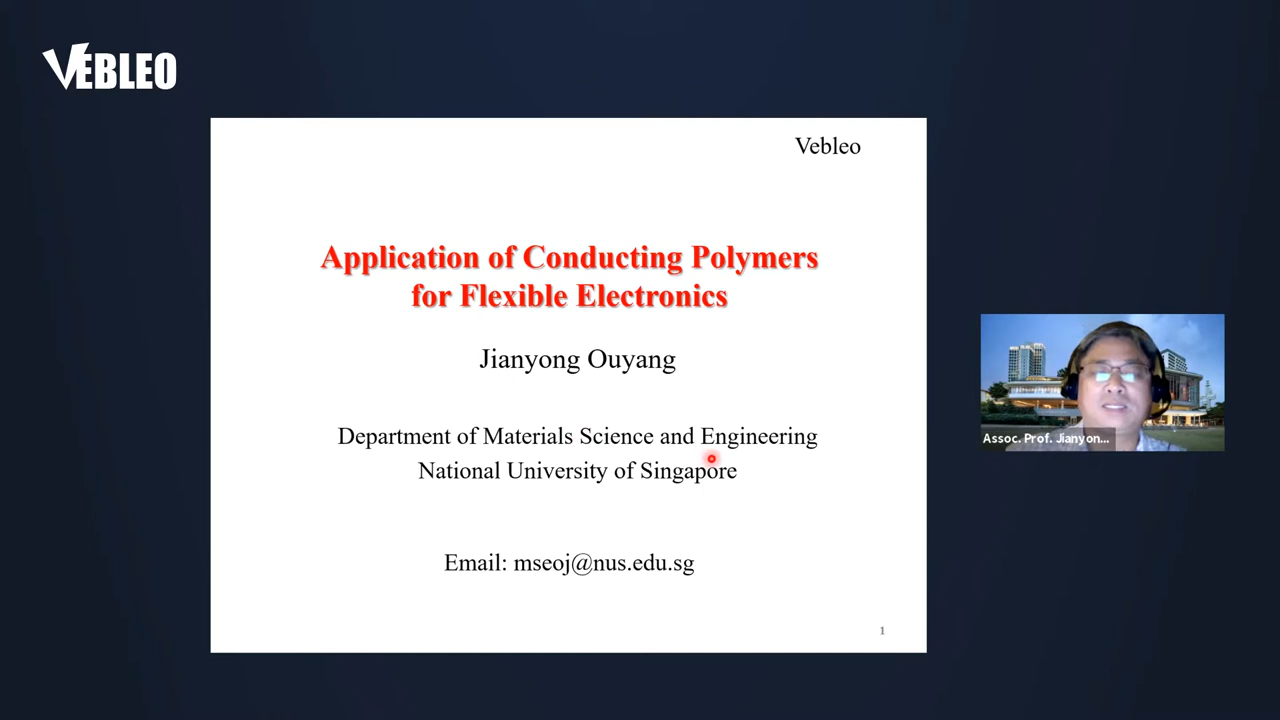 VEBLEO
Vebleo
Application of Conducting Polymers
for Flexible Electronics
Jianyong Ouyang
Department of Materials Science and Engineering
National University of Singapore
Email: mseoj@nus.edu.sg
1
Assoc. Prof. Jianyon...